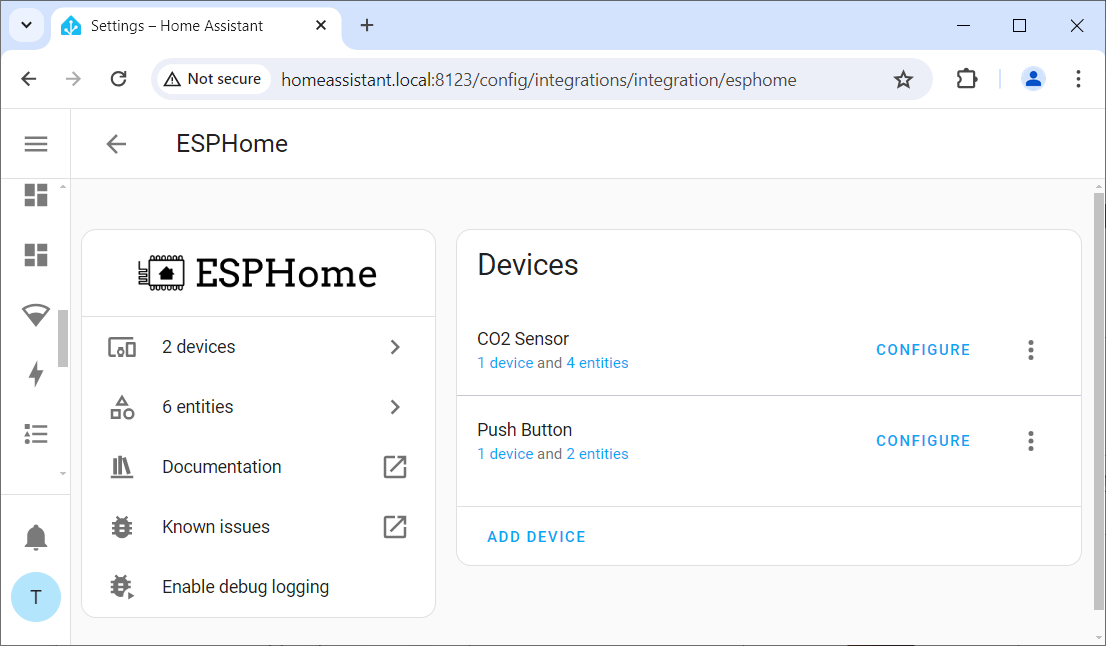 Settings – Home Assistant
Not secure
homeassistant.local:8123/config/integrations/integration/esphome
ESPHome
ESPHome
2 devices
6 entities
Documentation
Known issues
Enable debug logging
Devices
CO2 Sensor
1 device and 4 entities
CONFIGURE
Push Button
1 device and 2 entities
CONFIGURE
ADD DEVICE
T